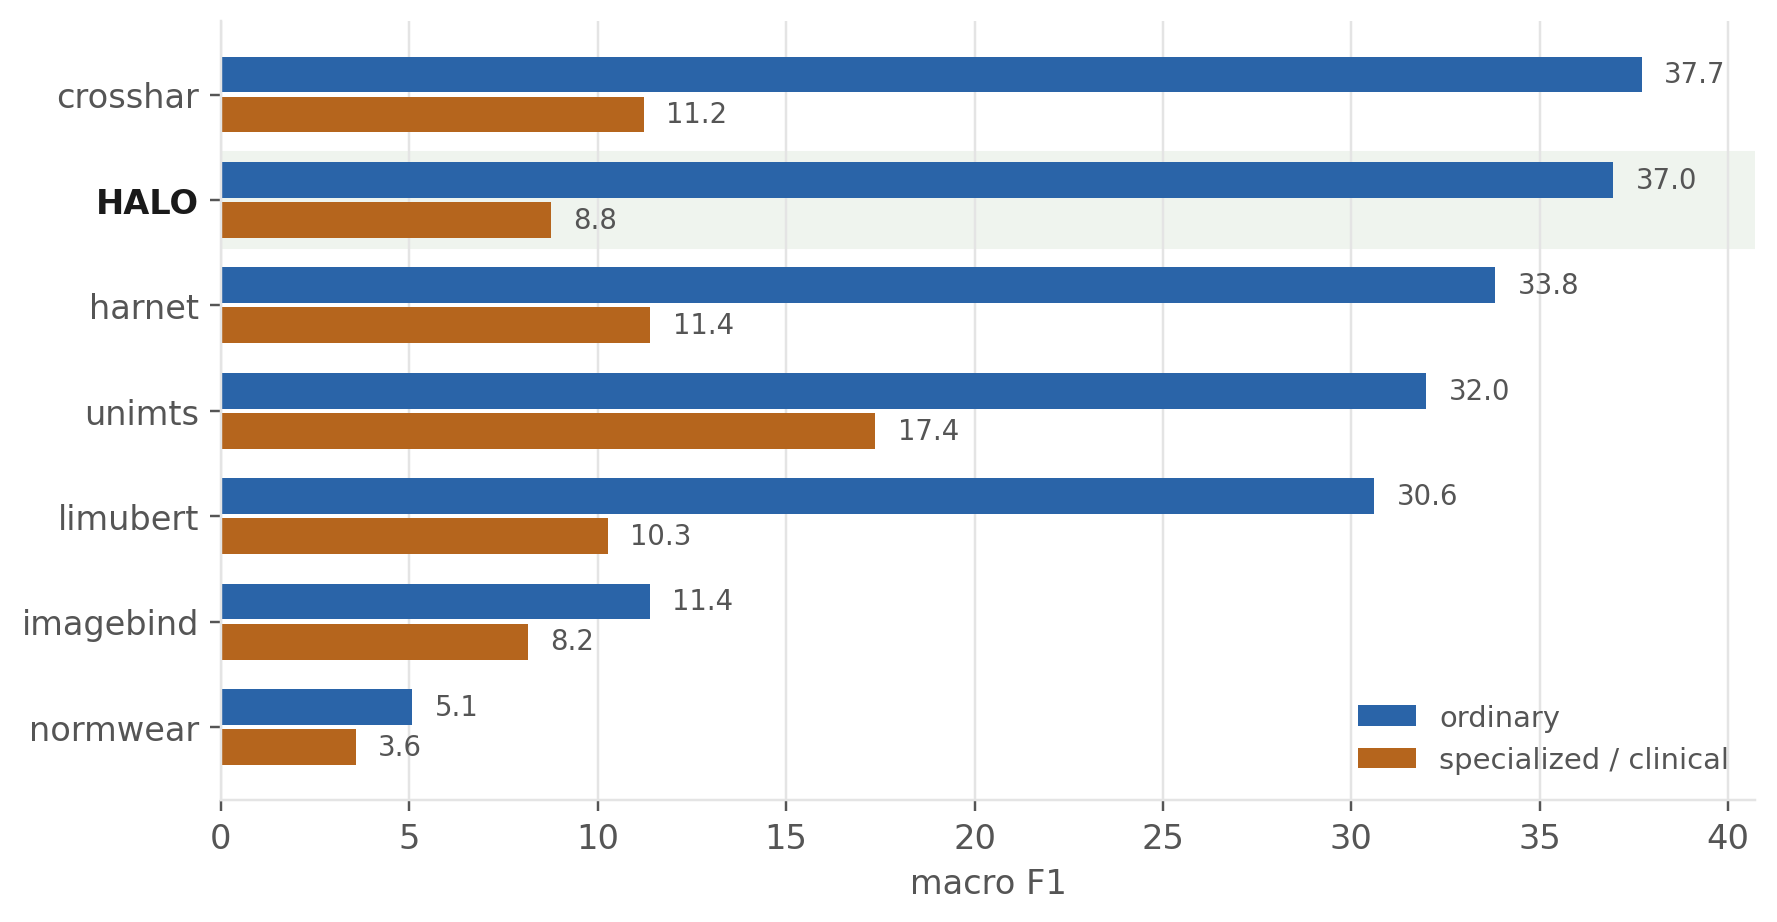 crosshar
37.7
11.2
HALO
37.0
8.8
harnet
33.8
11.4
unimts
32.0
17.4
limubert
30.6
10.3
imagebind
11.4
8.2
normwear
5.1
3.6
ordinary
specialized / clinical
0 5 10 15 20 25 30 35 40
macro F1